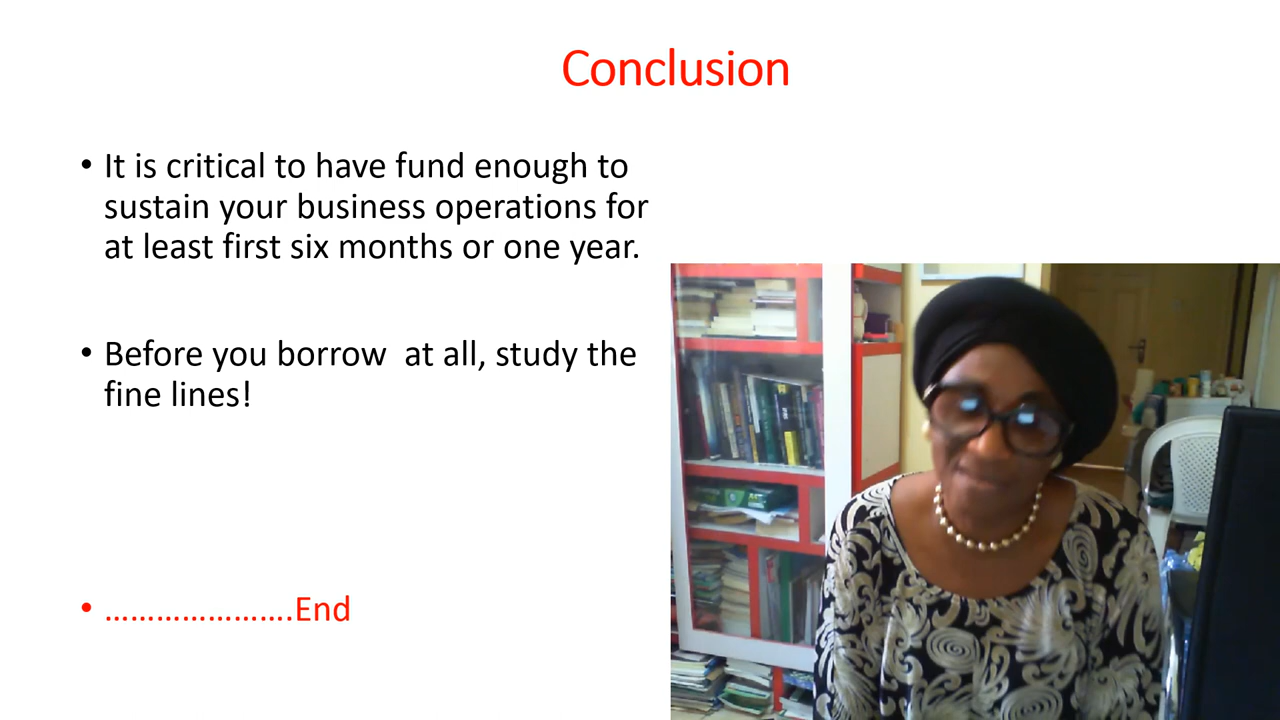 Conclusion
• It is critical to have fund enough to
sustain your business operations for
at least first six months or one year.
• Before you borrow  at all, study the
fine lines!
• ………………….End